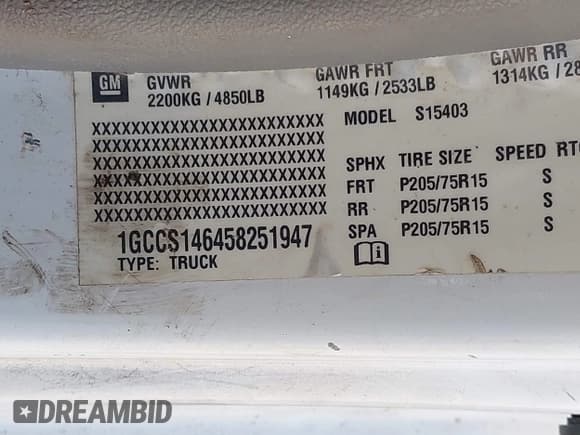 GM
GVWR
2200KG / 4850LB
GAWR FRT
1149KG / 2533LB
GAWR RR
1314KG / 28
MODEL S15403
XXXXXXXXXXXXXXXXXXXXXXXXX
XXXXXXXXXXXXXXXXXXXXXXXXX
XXXXXXXXXXXXXXXXXXXXXXXXX
XXXXXXXXXXXXXXXXXXXXXXXXX
XXXXXXXXXXXXXXXXXXXXXXXXX
XXXXXXXXXXXXXXXXXXXXXXXXX
SPHX TIRE SIZE SPEED RTG
FRT P205/75R15 S
RR P205/75R15 S
SPA P205/75R15 S
1GCCS146458251947
TYPE: TRUCK
DREAMBID